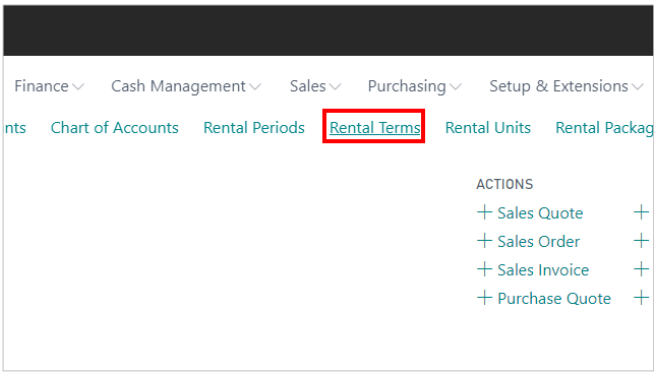 Finance Cash Management Sales Purchasing Setup & Extensions
nts Chart of Accounts Rental Periods Rental Terms Rental Units Rental Packag
ACTIONS
+ Sales Quote +
+ Sales Order +
+ Sales Invoice +
+ Purchase Quote +